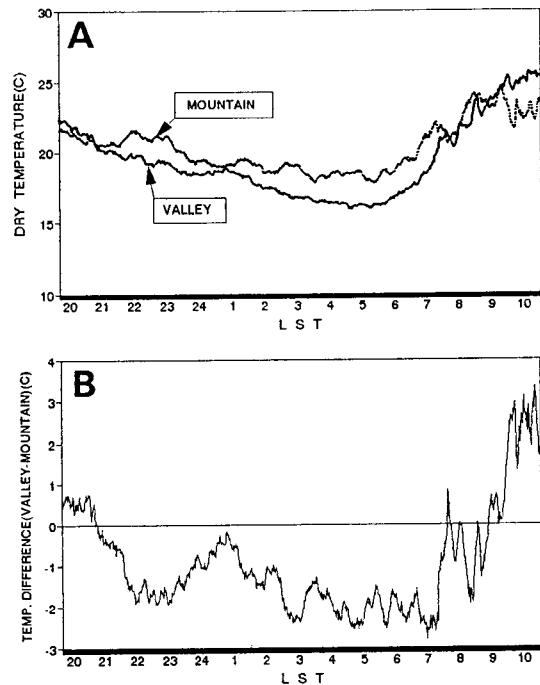 A
30
25
20
15
10
DRY TEMPERATURE(C)
MOUNTAIN
VALLEY
20 21 22 23 24 1 2 3 4 5 6 7 8 9 10
L S T
B
4
3
2
1
0
-1
-2
-3
TEMP. DIFFERENCE(VALLEY-MOUNTAIN)(C)
20 21 22 23 24 1 2 3 4 5 6 7 8 9 10
L S T